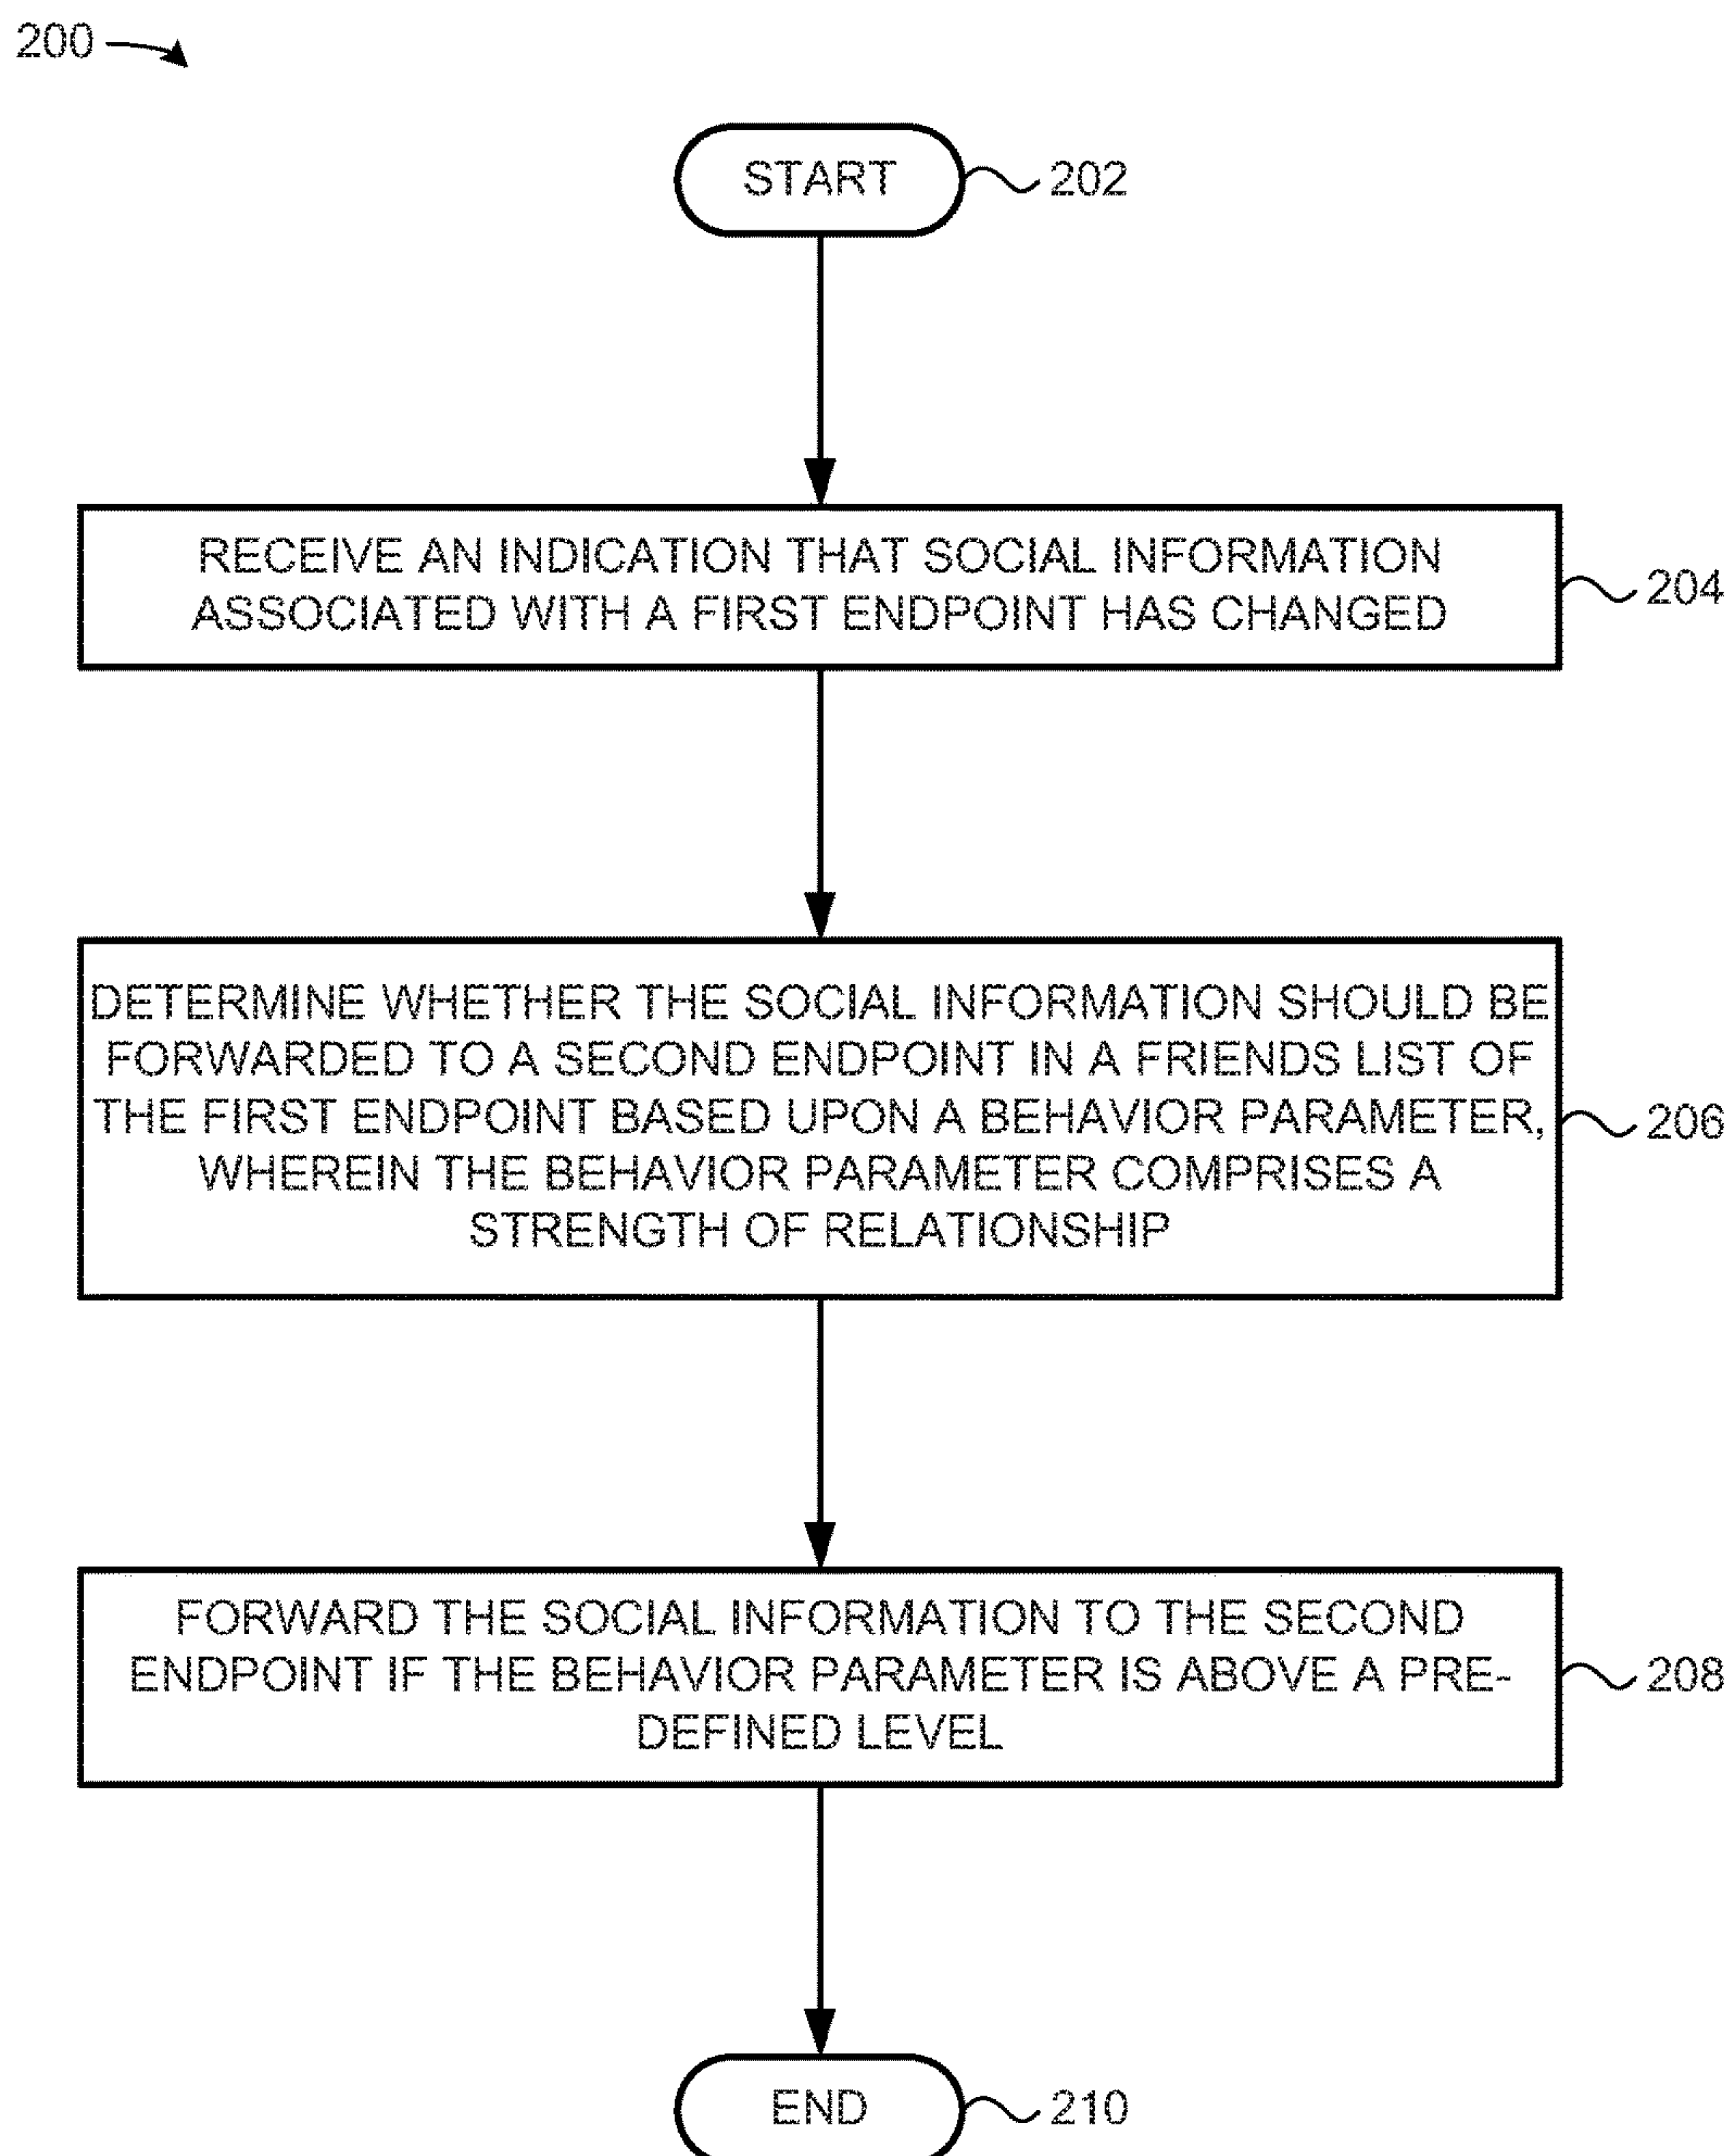 200
START
202
RECEIVE AN INDICATION THAT SOCIAL INFORMATION
ASSOCIATED WITH A FIRST ENDPOINT HAS CHANGED
204
DETERMINE WHETHER THE SOCIAL INFORMATION SHOULD BE
FORWARDED TO A SECOND ENDPOINT IN A FRIENDS LIST OF
THE FIRST ENDPOINT BASED UPON A BEHAVIOR PARAMETER,
WHEREIN THE BEHAVIOR PARAMETER COMPRISES A
STRENGTH OF RELATIONSHIP
206
FORWARD THE SOCIAL INFORMATION TO THE SECOND
ENDPOINT IF THE BEHAVIOR PARAMETER IS ABOVE A PRE-
DEFINED LEVEL
208
END
210